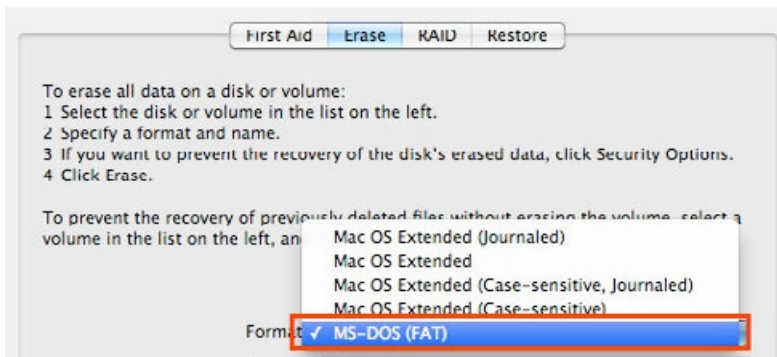 First Aid Erase RAID Restore
To erase all data on a disk or volume:
1 Select the disk or volume in the list on the left.
2 Specify a format and name.
3 If you want to prevent the recovery of the disk's erased data, click Security Options.
4 Click Erase.
To prevent the recovery of previously deleted files without erasing the volume, select a
volume in the list on the left, an
Mac OS Extended (Journaled)
Mac OS Extended
Mac OS Extended (Case-sensitive, Journaled)
Mac OS Extended (Case-sensitive)
Format ✓ MS-DOS (FAT)